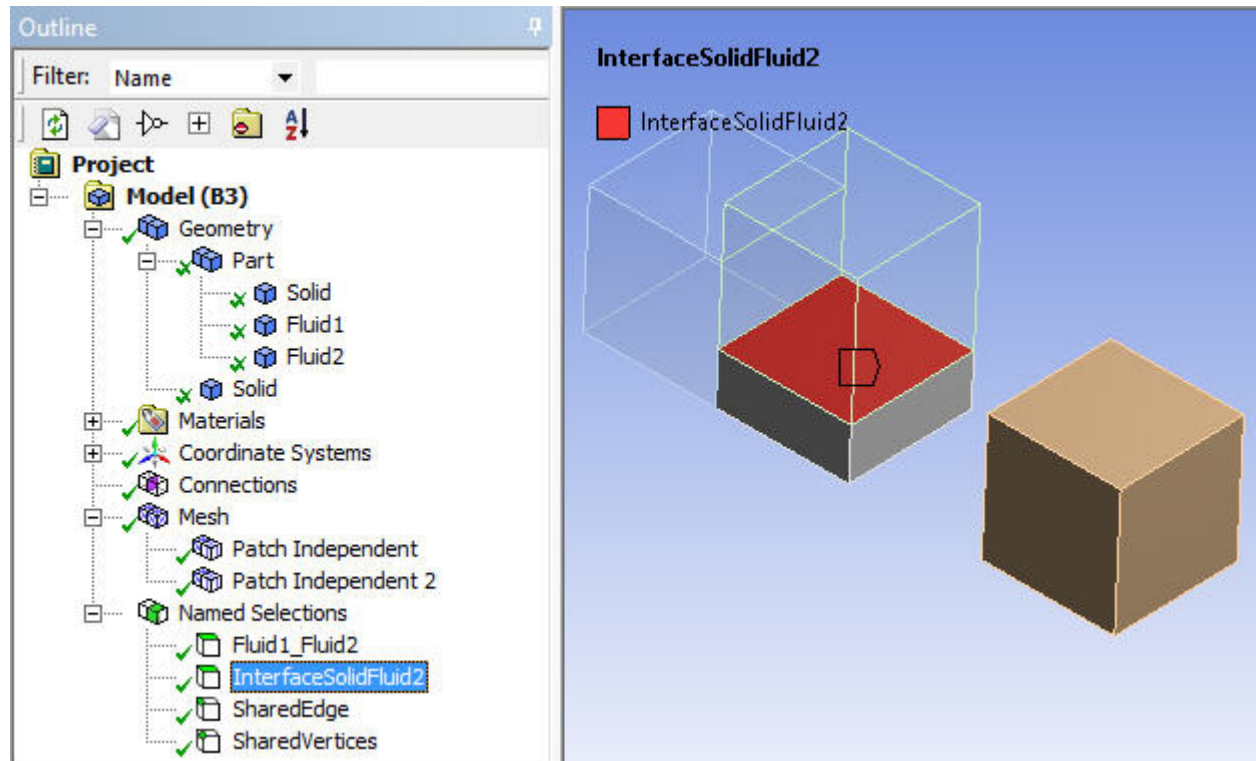 Outline
Filter: Name
A
Z
Project
Model (B3)
Geometry
Part
Solid
Fluid1
Fluid2
Solid
Materials
Coordinate Systems
Connections
Mesh
Patch Independent
Patch Independent 2
Named Selections
Fluid1_Fluid2
InterfaceSolidFluid2
SharedEdge
SharedVertices
InterfaceSolidFluid2
InterfaceSolidFluid2